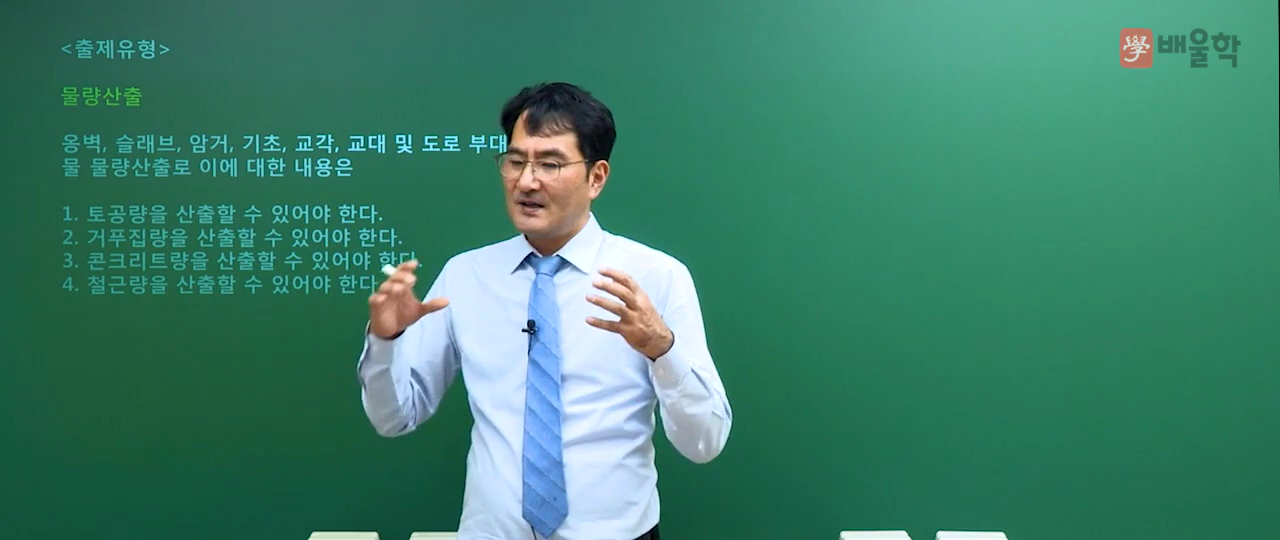 <출제유형>
學 배울학
물량산출
옹벽, 슬래브, 암거, 기초, 교각, 교대 및 도로 부대
물 물량산출로 이에 대한 내용은
1. 토공량을 산출할 수 있어야 한다.
2. 거푸집량을 산출할 수 있어야 한다.
3. 콘크리트량을 산출할 수 있어야 한다.
4. 철근량을 산출할 수 있어야 한다